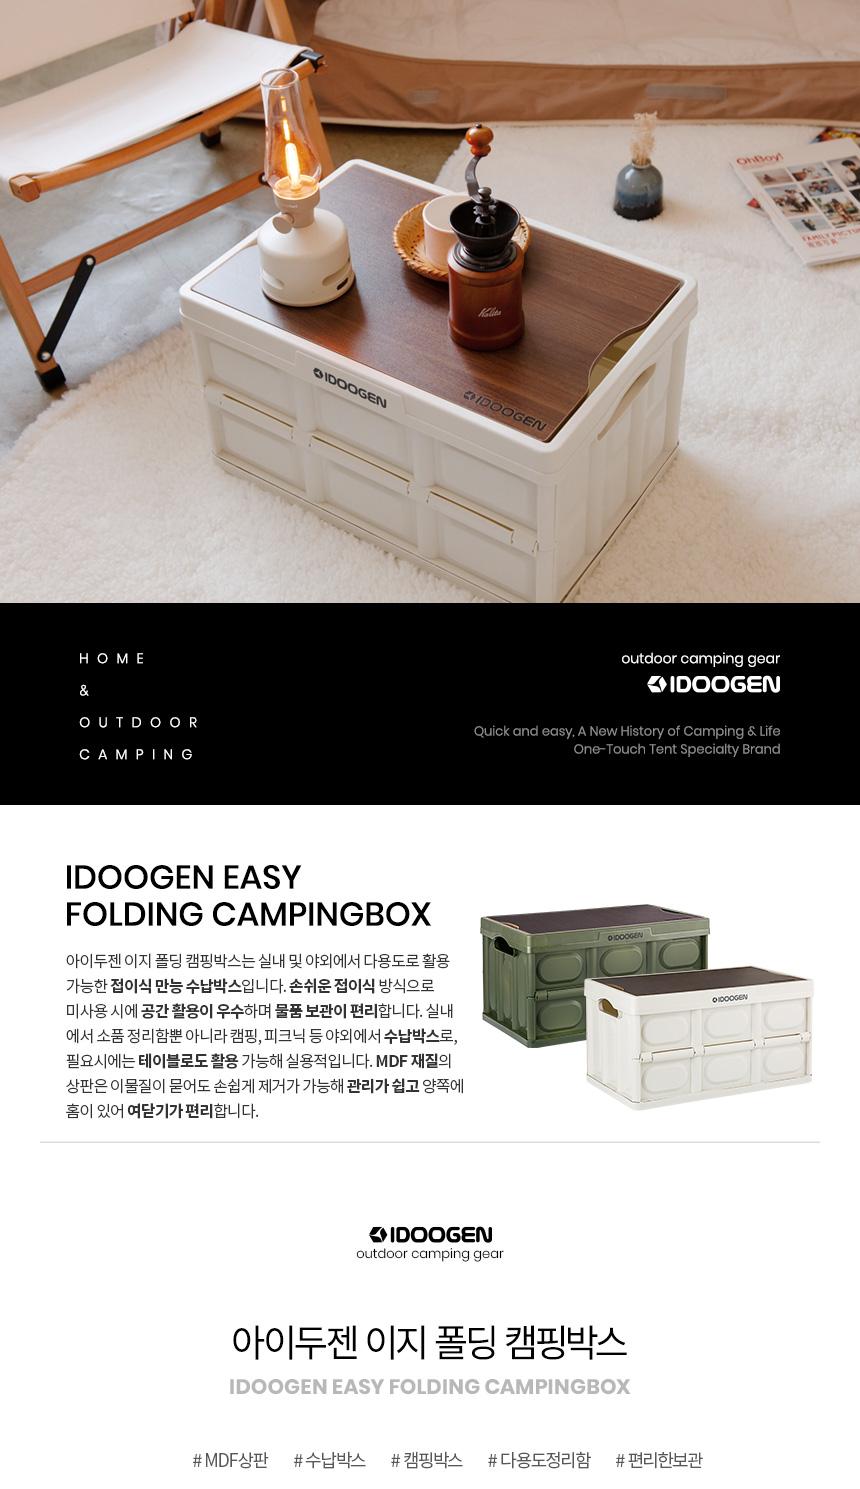 OhBoy!
FAMILY PICTU
Kalita
IDOOGEN
IDOOGEN
HOME
&
OUTDOOR
CAMPING
outdoor camping gear
IDOOGEN
Quick and easy, A New History of Camping & Life
One-Touch Tent Specialty Brand
IDOOGEN EASY
FOLDING CAMPINGBOX
아이두젠 이지 폴딩 캠핑박스는 실내 및 야외에서 다용도로 활용
가능한 접이식 만능 수납박스입니다. 손쉬운 접이식 방식으로
미사용 시에 공간 활용이 우수하며 물품 보관이 편리합니다. 실내
에서 소품 정리함뿐 아니라 캠핑, 피크닉 등 야외에서 수납박스로,
필요시에는 테이블로도 활용 가능해 실용적입니다. MDF 재질의
상판은 이물질이 묻어도 손쉽게 제거가 가능해 관리가 쉽고 양쪽에
홈이 있어 여닫기가 편리합니다.
IDOOGEN
IDOOGEN
IDOOGEN
outdoor camping gear
아이두젠 이지 폴딩 캠핑박스
IDOOGEN EASY FOLDING CAMPINGBOX
# MDF상판 # 수납박스 # 캠핑박스 # 다용도정리함 # 편리한보관